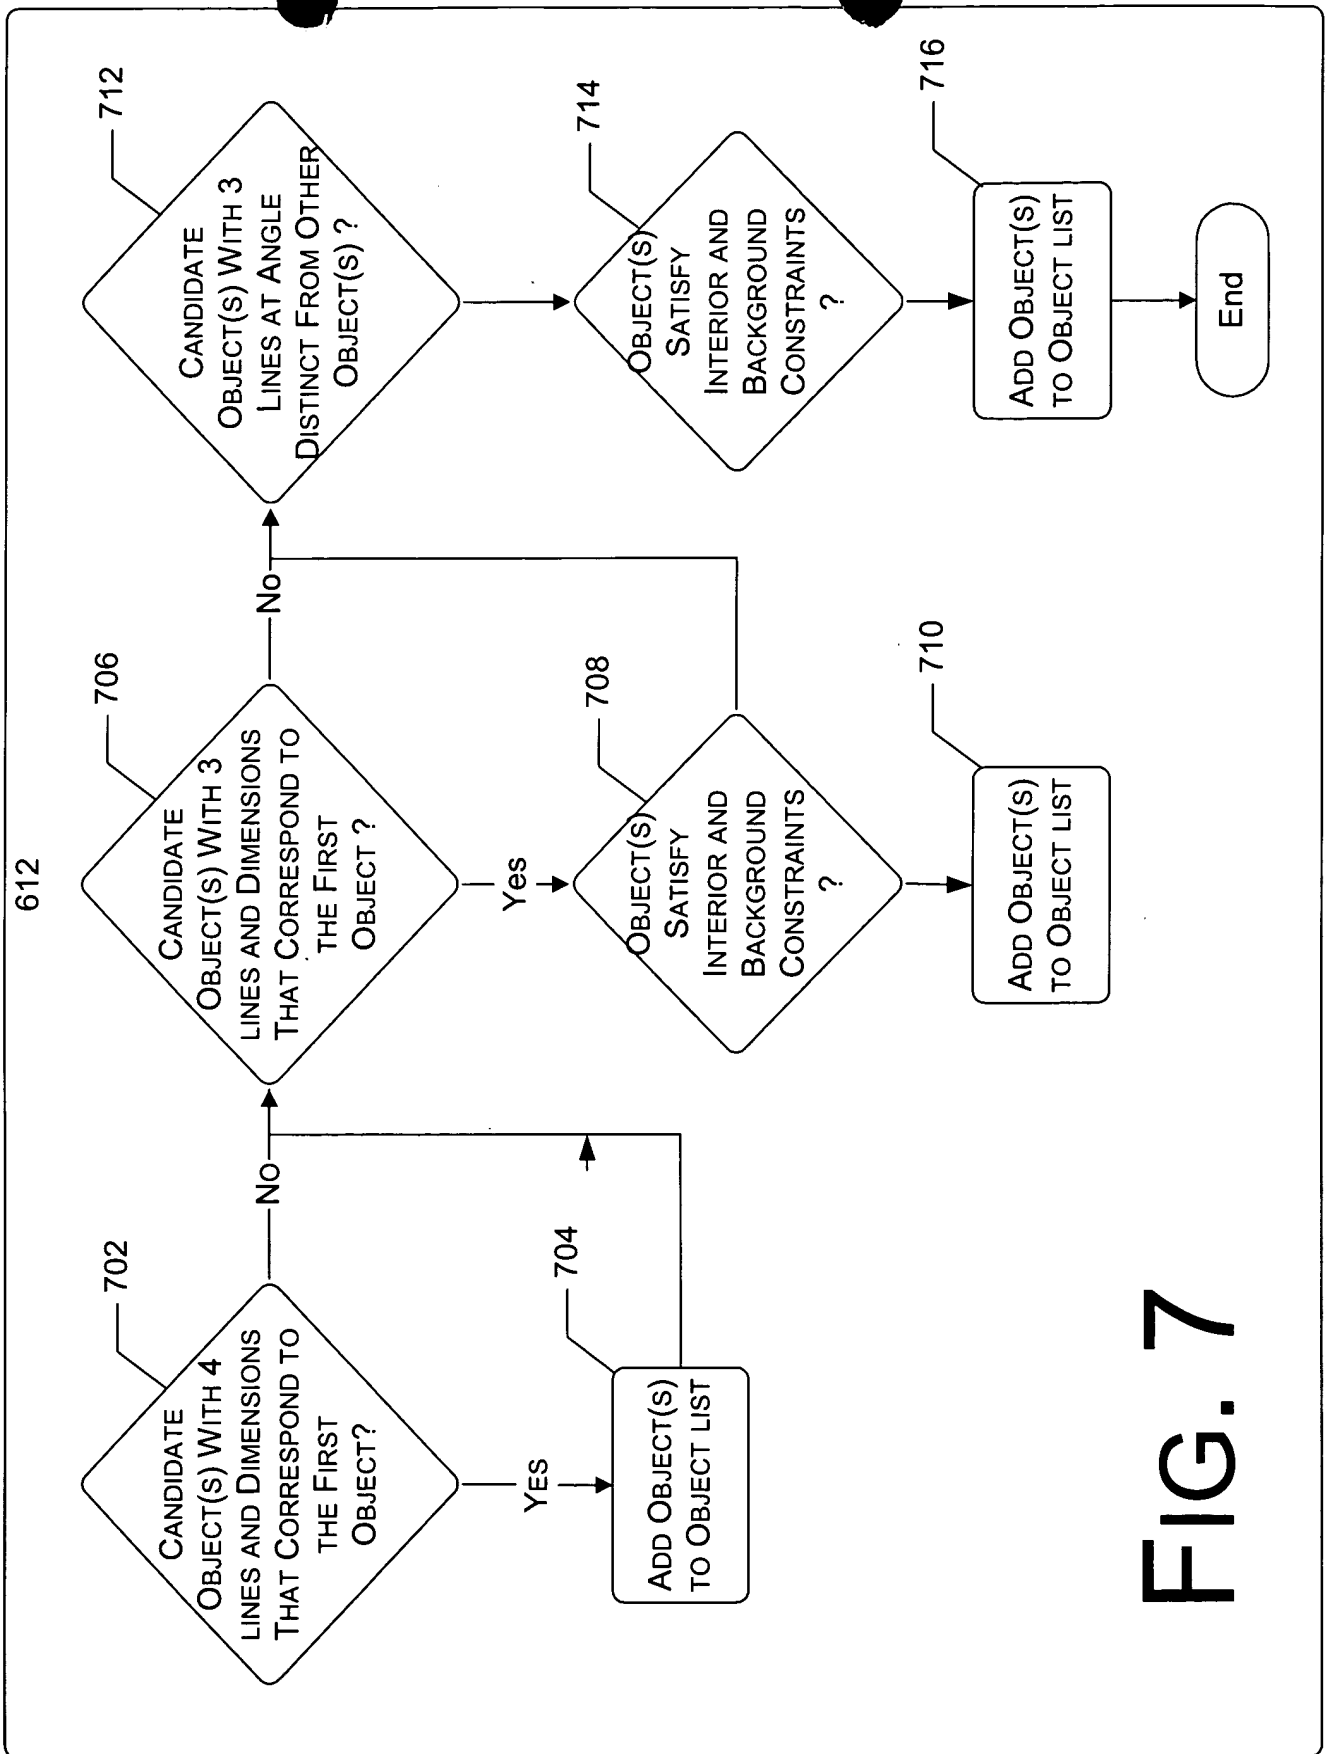 612
702
CANDIDATE
OBJECT(S) WITH 4
LINES AND DIMENSIONS
THAT CORRESPOND TO
THE FIRST
OBJECT?
No
YES
704
ADD OBJECT(S)
TO OBJECT LIST
706
CANDIDATE
OBJECT(S) WITH 3
LINES AND DIMENSIONS
THAT CORRESPOND TO
THE FIRST
OBJECT ?
No
Yes
708
OBJECT(S)
SATISFY
INTERIOR AND
BACKGROUND
CONSTRAINTS
?
710
ADD OBJECT(S)
TO OBJECT LIST
712
CANDIDATE
OBJECT(S) WITH 3
LINES AT ANGLE
DISTINCT FROM OTHER
OBJECT(S) ?
714
OBJECT(S)
SATISFY
INTERIOR AND
BACKGROUND
CONSTRAINTS
?
716
ADD OBJECT(S)
TO OBJECT LIST
End
FIG. 7